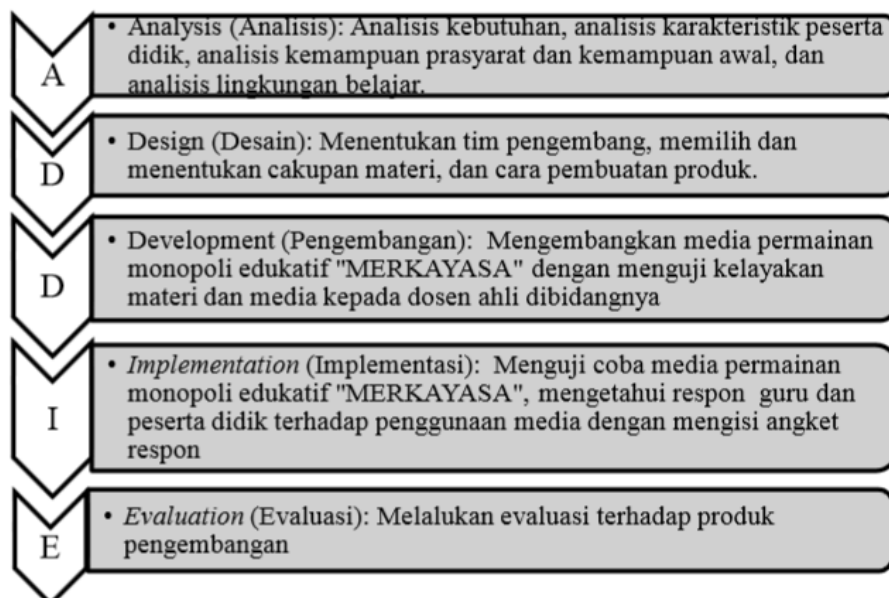 A
• Analysis (Analisis): Analisis kebutuhan, analisis karakteristik peserta
didik, analisis kemampuan prasyarat dan kemampuan awal, dan
analisis lingkungan belajar.
D
• Design (Desain): Menentukan tim pengembang, memilih dan
menentukan cakupan materi, dan cara pembuatan produk.
D
• Development (Pengembangan): Mengembangkan media permainan
monopoli edukatif "MERKAYASA" dengan menguji kelayakan
materi dan media kepada dosen ahli dibidangnya
I
• Implementation (Implementasi): Menguji coba media permainan
monopoli edukatif "MERKAYASA", mengetahui respon guru dan
peserta didik terhadap penggunaan media dengan mengisi angket
respon
E
• Evaluation (Evaluasi): Melalukan evaluasi terhadap produk
pengembangan